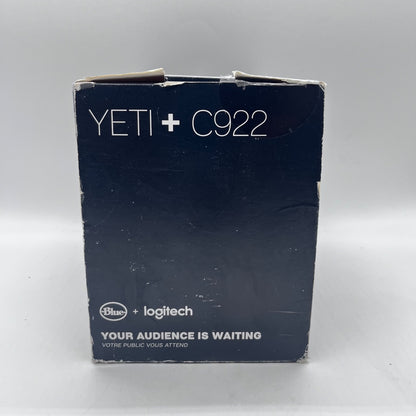 YETI + C922
Blue + logitech
YOUR AUDIENCE IS WAITING
VOTRE PUBLIC VOUS ATTEND